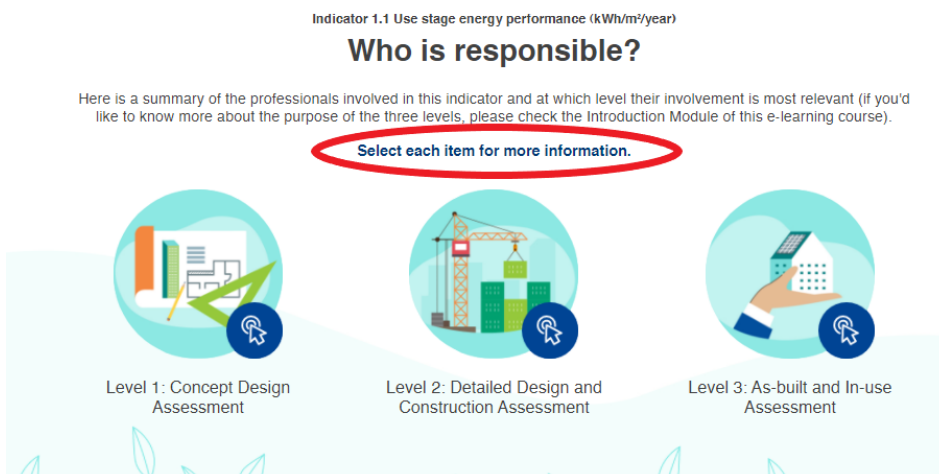 Indicator 1.1 Use stage energy performance (kWh/m²/year)
Who is responsible?
Here is a summary of the professionals involved in this indicator and at which level their involvement is most relevant (if you'd
like to know more about the purpose of the three levels, please check the Introduction Module of this e-learning course).
Select each item for more information.
Level 1: Concept Design
Assessment
Level 2: Detailed Design and
Construction Assessment
Level 3: As-built and In-use
Assessment